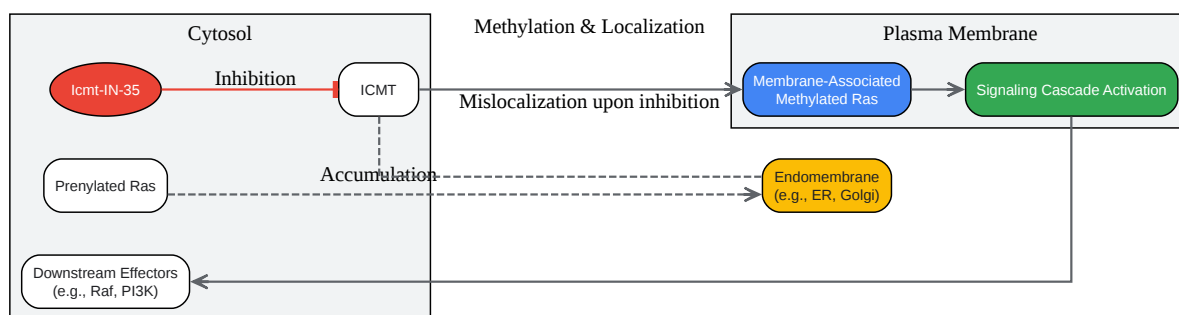 Cytosol
Methylation & Localization
Plasma Membrane
Icmt-IN-35
Inhibition
ICMT
Mislocalization upon inhibition
Membrane-Associated
Methylated Ras
Signaling Cascade Activation
Prenylated Ras
Accumulation
Endomembrane
(e.g., ER, Golgi)
Downstream Effectors
(e.g., Raf, PI3K)